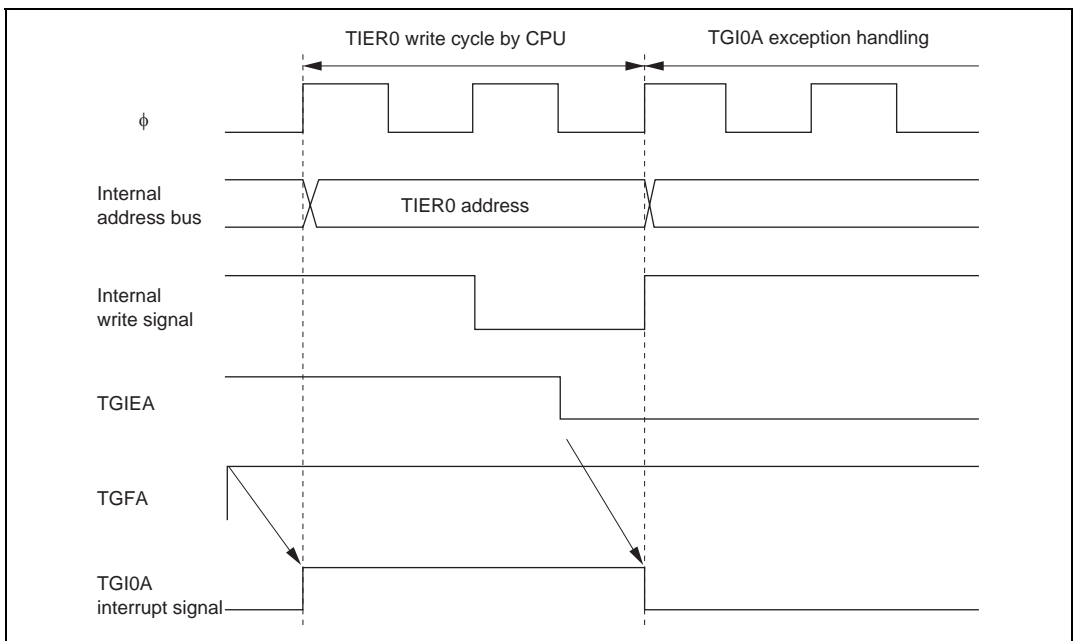 TIER0 write cycle by CPU
TGI0A exception handling
ϕ
Internal
address bus
TIER0 address
Internal
write signal
TGIEA
TGFA
TGI0A
interrupt signal